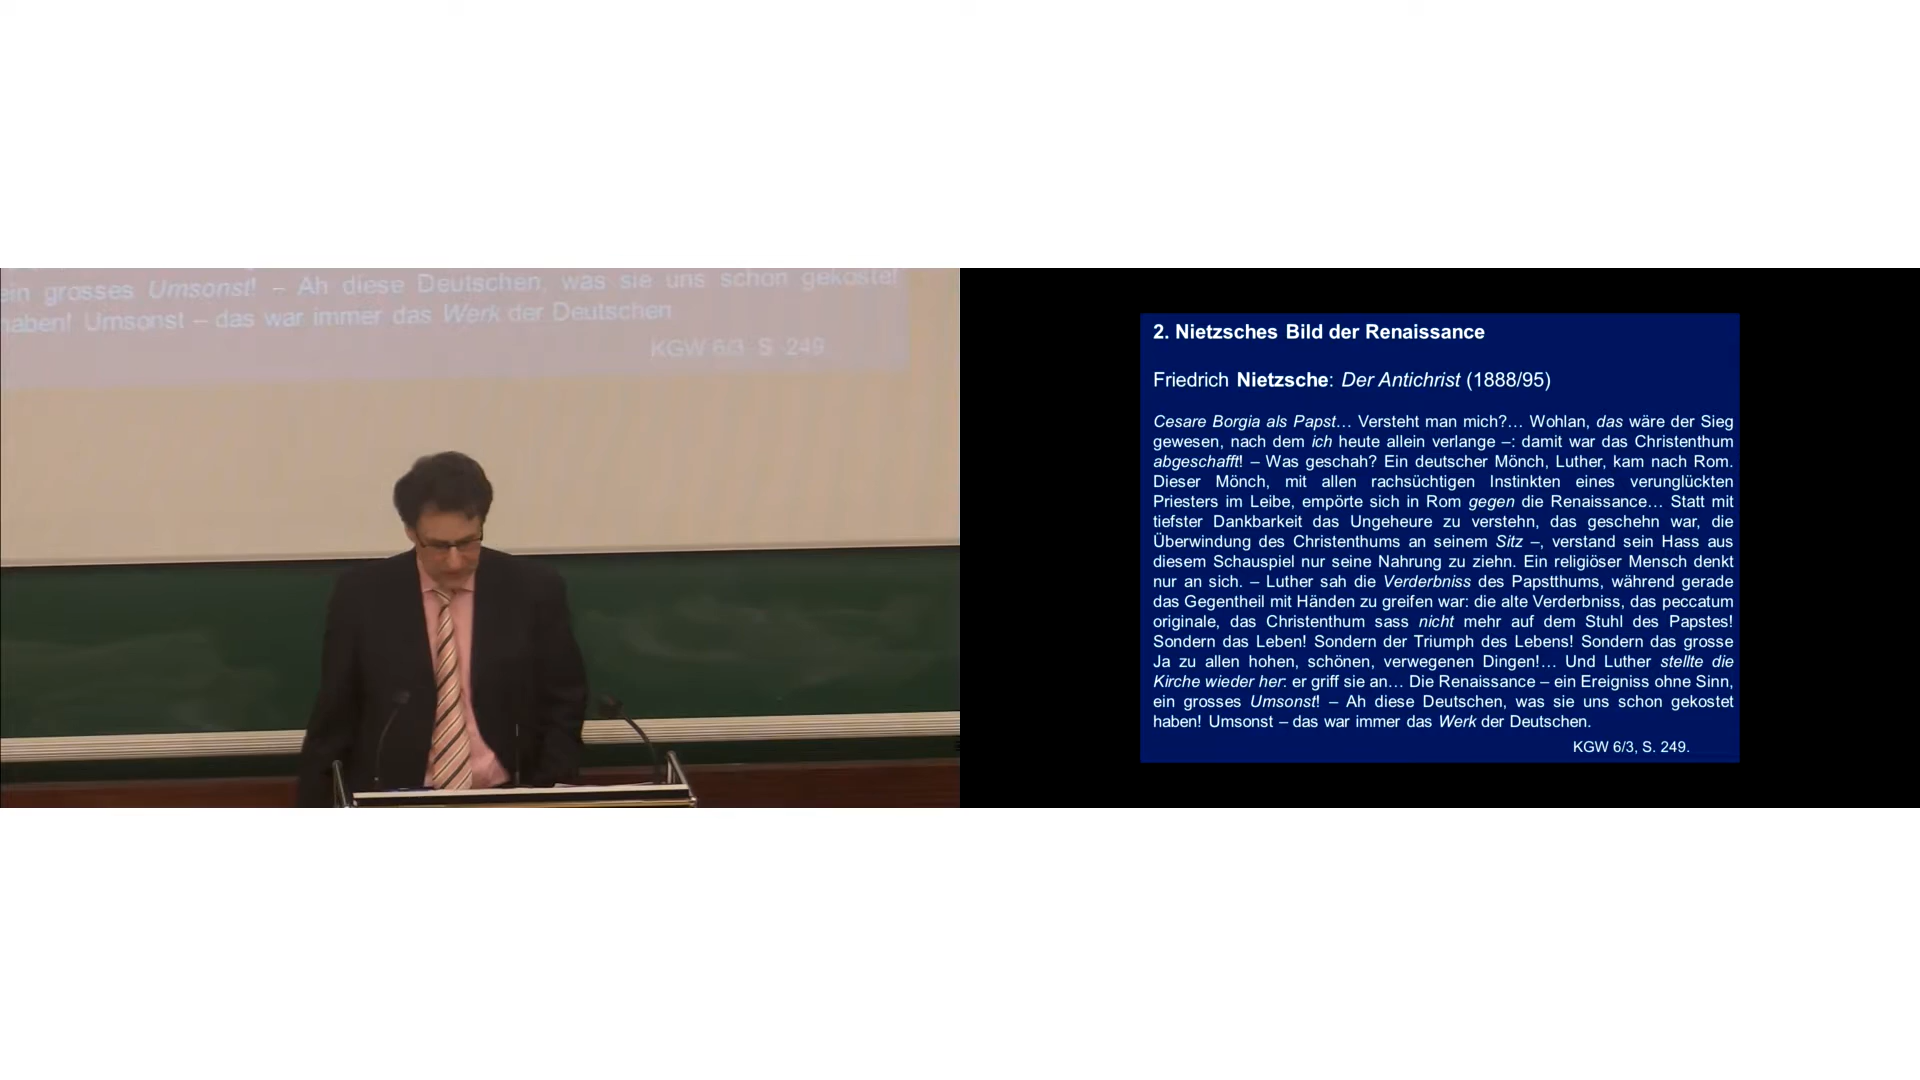 ein grosses Umsonst! – Ah diese Deutschen, was sie uns schon gekostet
haben! Umsonst – das war immer das Werk der Deutschen
KGW 6/3 S. 249
2. Nietzsches Bild der Renaissance
Friedrich Nietzsche: Der Antichrist (1888/95)
Cesare Borgia als Papst… Versteht man mich?… Wohlan, das wäre der Sieg
gewesen, nach dem ich heute allein verlange –: damit war das Christenthum
abgeschafft! – Was geschah? Ein deutscher Mönch, Luther, kam nach Rom.
Dieser Mönch, mit allen rachsüchtigen Instinkten eines verunglückten
Priesters im Leibe, empörte sich in Rom gegen die Renaissance… Statt mit
tiefster Dankbarkeit das Ungeheure zu verstehn, das geschehn war, die
Überwindung des Christenthums an seinem Sitz –, verstand sein Hass aus
diesem Schauspiel nur seine Nahrung zu ziehn. Ein religiöser Mensch denkt
nur an sich. – Luther sah die Verderbniss des Papstthums, während gerade
das Gegentheil mit Händen zu greifen war: die alte Verderbniss, das peccatum
originale, das Christenthum sass nicht mehr auf dem Stuhl des Papstes!
Sondern das Leben! Sondern der Triumph des Lebens! Sondern das grosse
Ja zu allen hohen, schönen, verwegenen Dingen!… Und Luther stellte die
Kirche wieder her: er griff sie an… Die Renaissance – ein Ereigniss ohne Sinn,
ein grosses Umsonst! – Ah diese Deutschen, was sie uns schon gekostet
haben! Umsonst – das war immer das Werk der Deutschen.
KGW 6/3, S. 249.